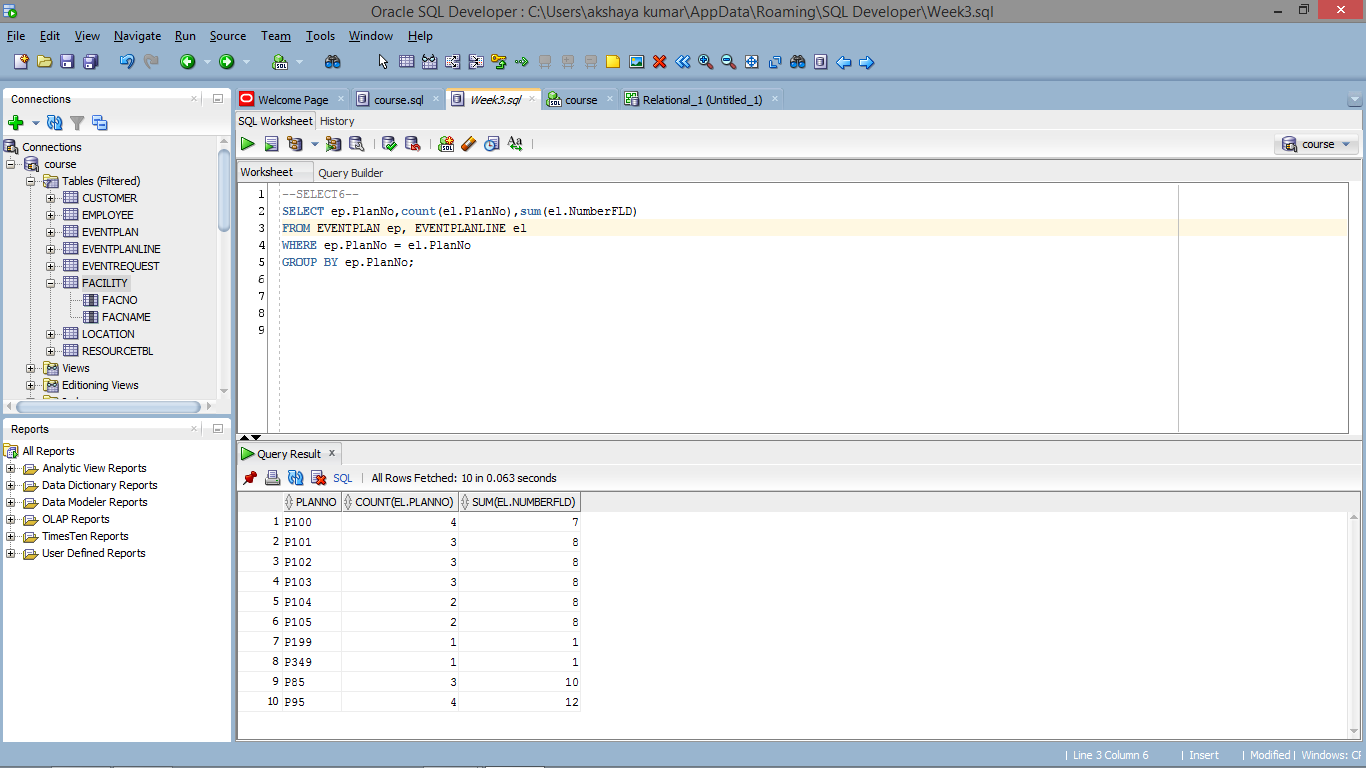 Oracle SQL Developer : C:\Users\akshaya kumar\AppData\Roaming\SQL Developer\Week3.sql
File Edit View Navigate Run Source Team Tools Window Help
Connections
Connections
course
Tables (Filtered)
CUSTOMER
EMPLOYEE
EVENTPLAN
EVENTPLANLINE
EVENTREQUEST
FACILITY
FACNO
FACNAME
LOCATION
RESOURCETBL
Views
Editioning Views
Reports
All Reports
Analytic View Reports
Data Dictionary Reports
Data Modeler Reports
OLAP Reports
TimesTen Reports
User Defined Reports
Welcome Page course.sql Week3.sql course Relational_1 (Untitled_1)
SQL Worksheet History
course
Worksheet Query Builder
1 --SELECT6--
2 SELECT ep.PlanNo,count(el.PlanNo),sum(el.NumberFLD)
3 FROM EVENTPLAN ep, EVENTPLANLINE el
4 WHERE ep.PlanNo = el.PlanNo
5 GROUP BY ep.PlanNo;
6
7
8
9
Query Result
SQL | All Rows Fetched: 10 in 0.063 seconds
PLANNO COUNT(EL.PLANNO) SUM(EL.NUMBERFLD)
1 P100 4 7
2 P101 3 8
3 P102 3 8
4 P103 3 8
5 P104 2 8
6 P105 2 8
7 P199 1 1
8 P349 1 1
9 P85 3 10
10 P95 4 12
| Line 3 Column 6 | Insert | Modified | Windows: CF